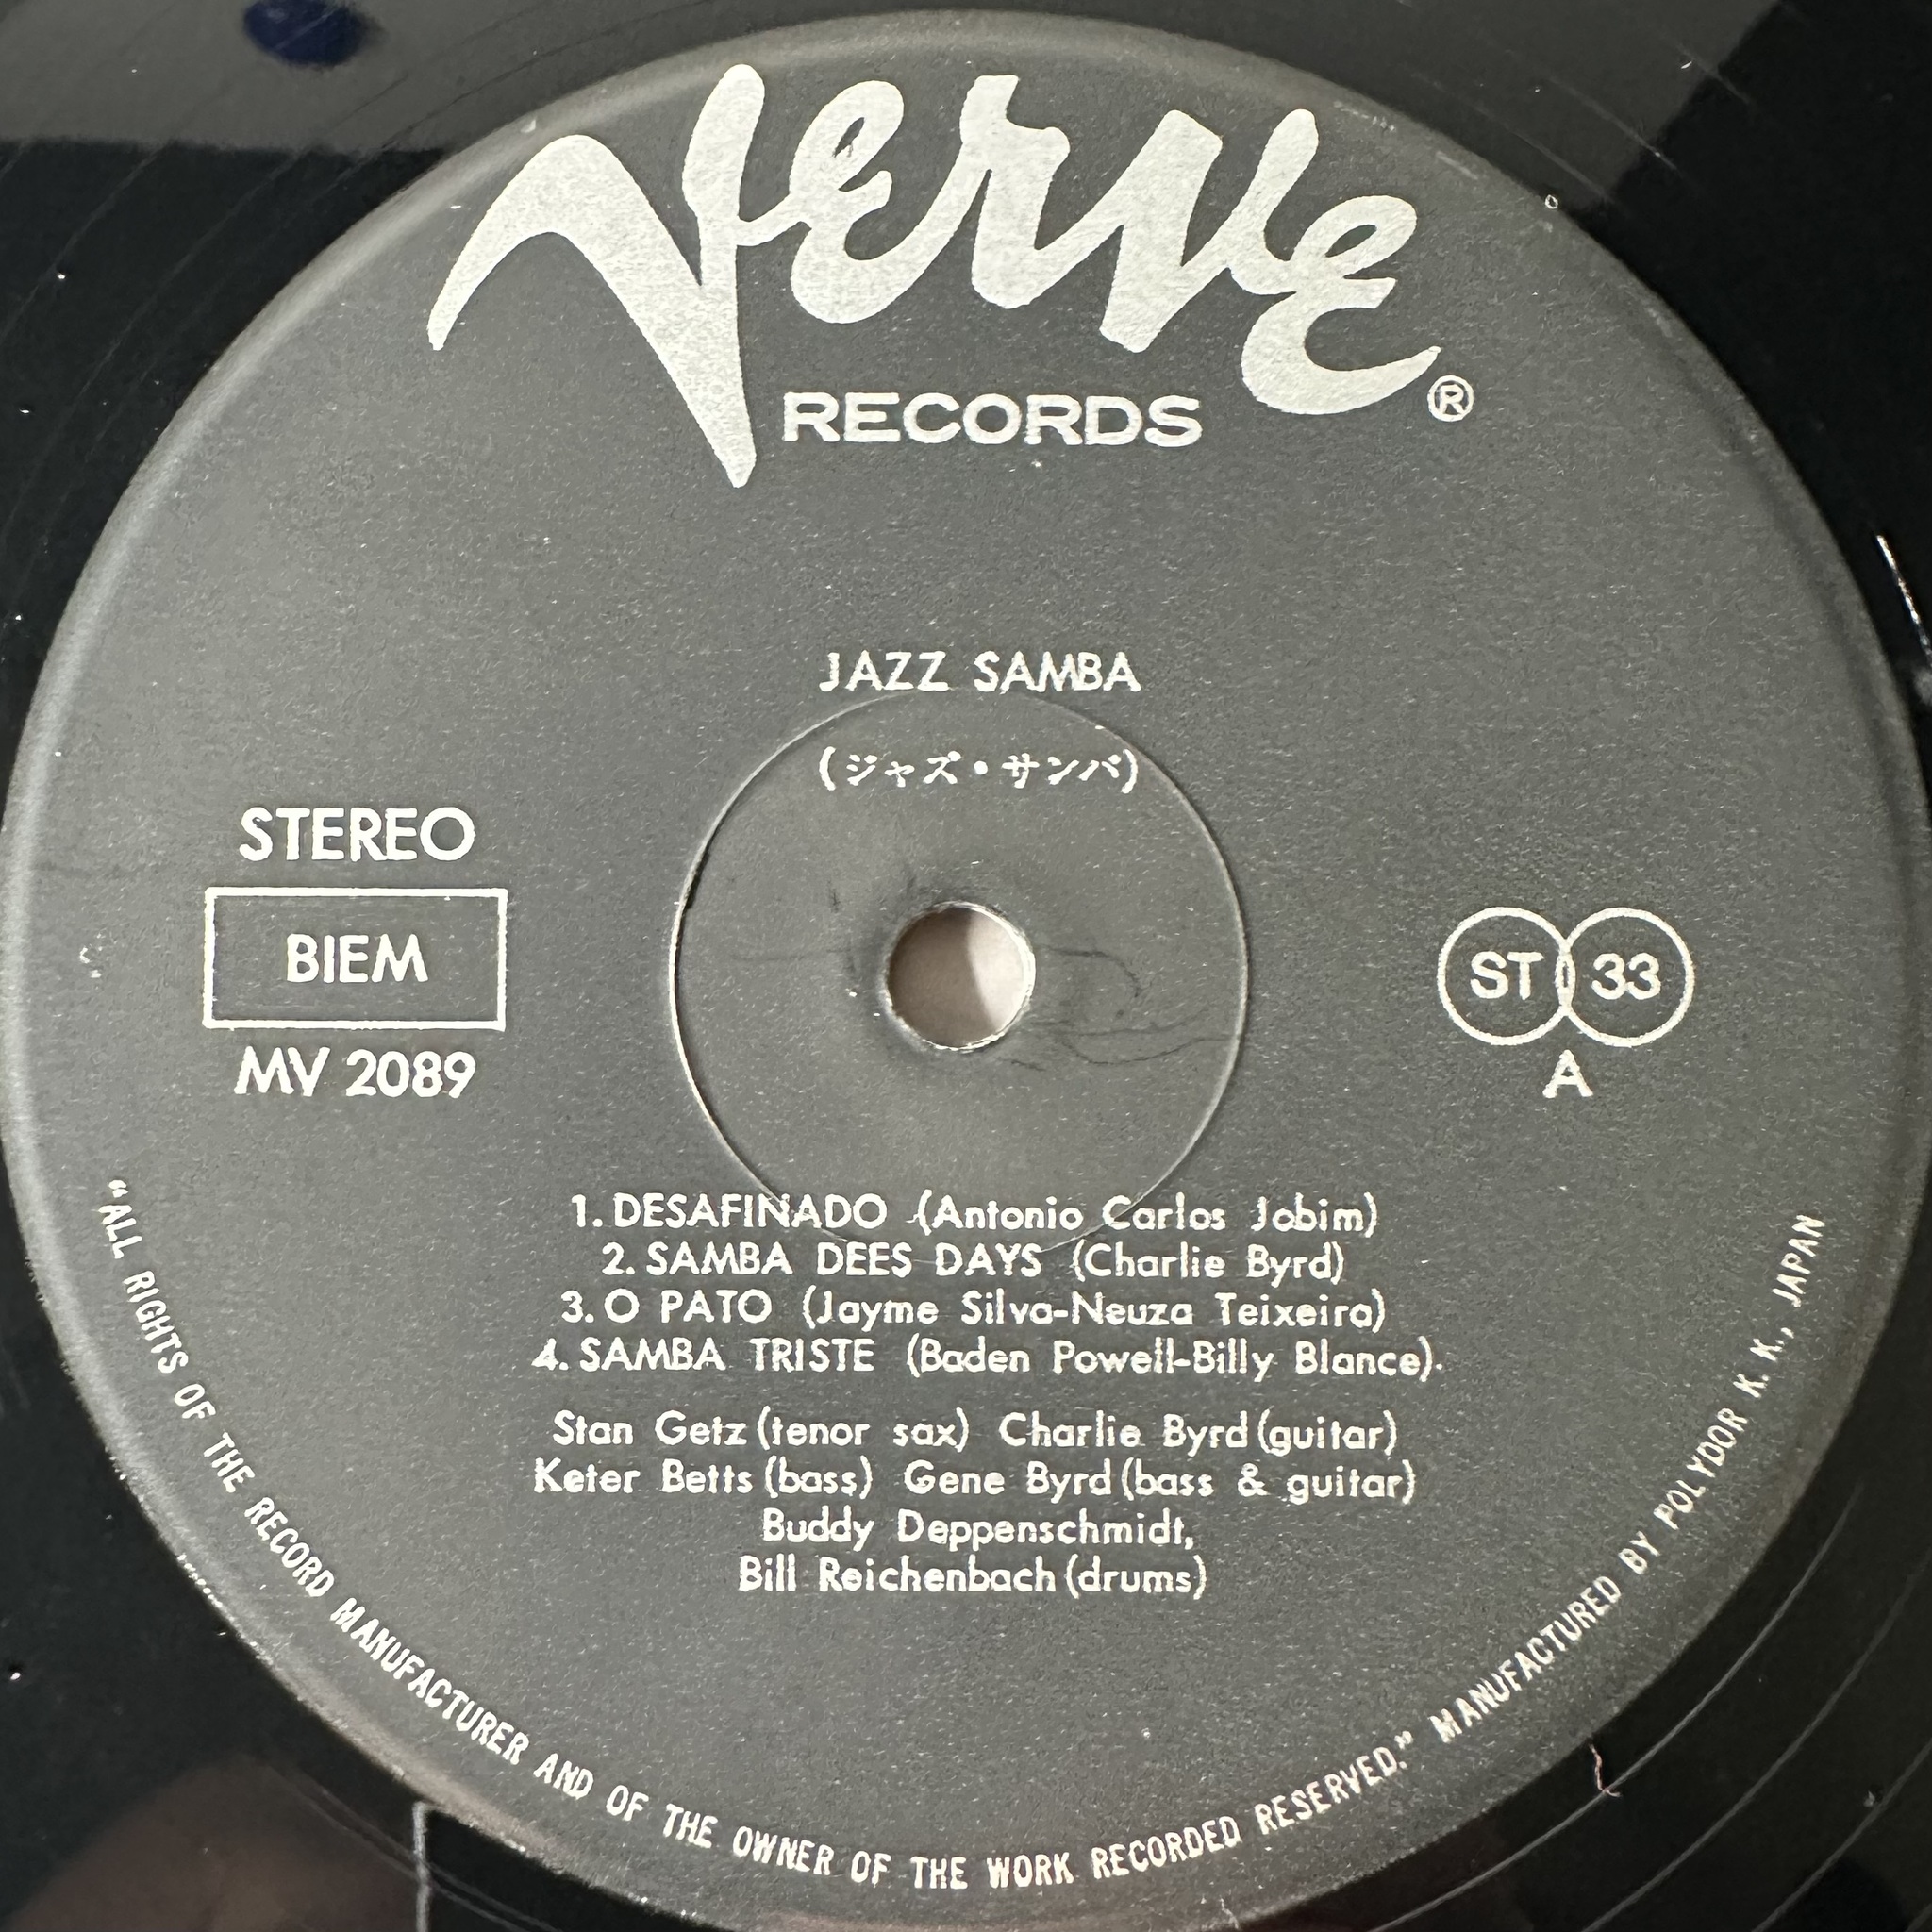 Verve
RECORDS ®
JAZZ SAMBA
(ジャズ・サンバ)
STEREO
BIEM
MV 2089
ST 33
A
1. DESAFINADO (Antonio Carlos Jobim)
2. SAMBA DEES DAYS (Charlie Byrd)
3. O PATO (Jayme Silva-Neuza Teixeira)
4. SAMBA TRISTE (Baden Powell-Billy Blance).
Stan Getz (tenor sax) Charlie Byrd (guitar)
Keter Betts (bass) Gene Byrd (bass & guitar)
Buddy Deppenschmidt,
Bill Reichenbach (drums)
“ALL RIGHTS OF THE RECORD MANUFACTURER AND OF THE OWNER OF THE WORK RECORDED RESERVED.” MANUFACTURED BY POLYDOR K. K., JAPAN